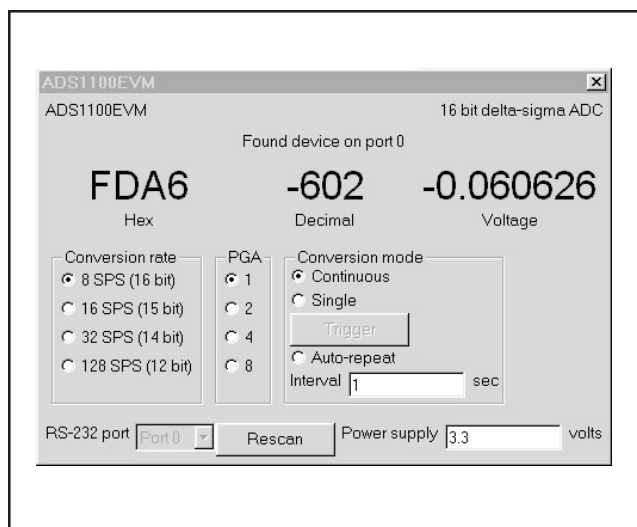 ADS1100EVM
ADS1100EVM 16 bit delta-sigma ADC
Found device on port 0
FDA6 -602 -0.060626
Hex Decimal Voltage
Conversion rate
8 SPS (16 bit)
16 SPS (15 bit)
32 SPS (14 bit)
128 SPS (12 bit)
PGA
1
2
4
8
Conversion mode
Continuous
Single
Trigger
Auto-repeat
Interval 1 sec
RS-232 port Port 0 Rescan Power supply 3.3 volts